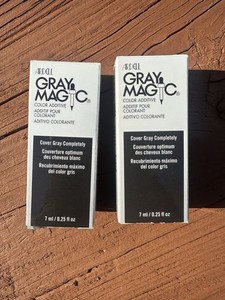 ARDELL
GRAY
MAGIC®
COLOR ADDITIVE
ADDITIF POUR
COLORANT
ADITIVO COLORANTE
Cover Gray Completely
Couverture optimum
des cheveux blanc
Recubrimiento máximo
del color gris
7 ml / 0.25 fl oz
ARDELL
GRAY
MAGIC®
COLOR ADDITIVE
ADDITIF POUR
COLORANT
ADITIVO COLORANTE
Cover Gray Completely
Couverture optimum
des cheveux blanc
Recubrimiento máximo
del color gris
7 ml / 0.25 fl oz